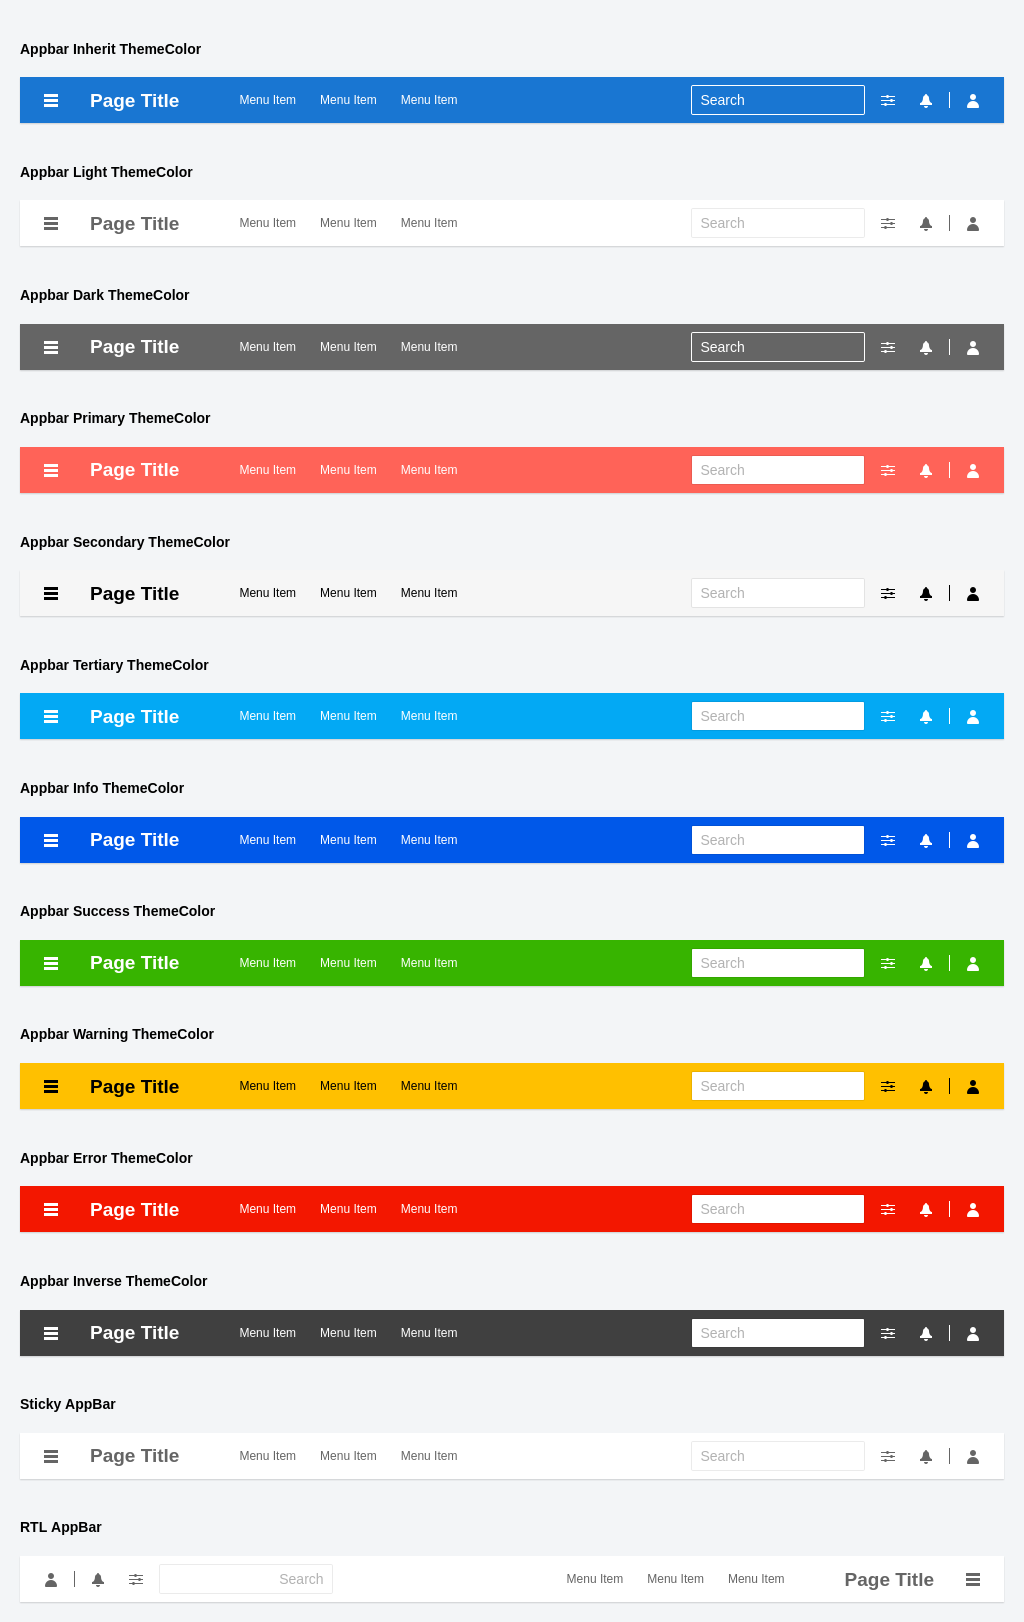 Appbar Inherit ThemeColor
Page Title Menu Item Menu Item Menu Item Search
Appbar Light ThemeColor
Page Title Menu Item Menu Item Menu Item Search
Appbar Dark ThemeColor
Page Title Menu Item Menu Item Menu Item Search
Appbar Primary ThemeColor
Page Title Menu Item Menu Item Menu Item Search
Appbar Secondary ThemeColor
Page Title Menu Item Menu Item Menu Item Search
Appbar Tertiary ThemeColor
Page Title Menu Item Menu Item Menu Item Search
Appbar Info ThemeColor
Page Title Menu Item Menu Item Menu Item Search
Appbar Success ThemeColor
Page Title Menu Item Menu Item Menu Item Search
Appbar Warning ThemeColor
Page Title Menu Item Menu Item Menu Item Search
Appbar Error ThemeColor
Page Title Menu Item Menu Item Menu Item Search
Appbar Inverse ThemeColor
Page Title Menu Item Menu Item Menu Item Search
Sticky AppBar
Page Title Menu Item Menu Item Menu Item Search
RTL AppBar
Search Menu Item Menu Item Menu Item Page Title